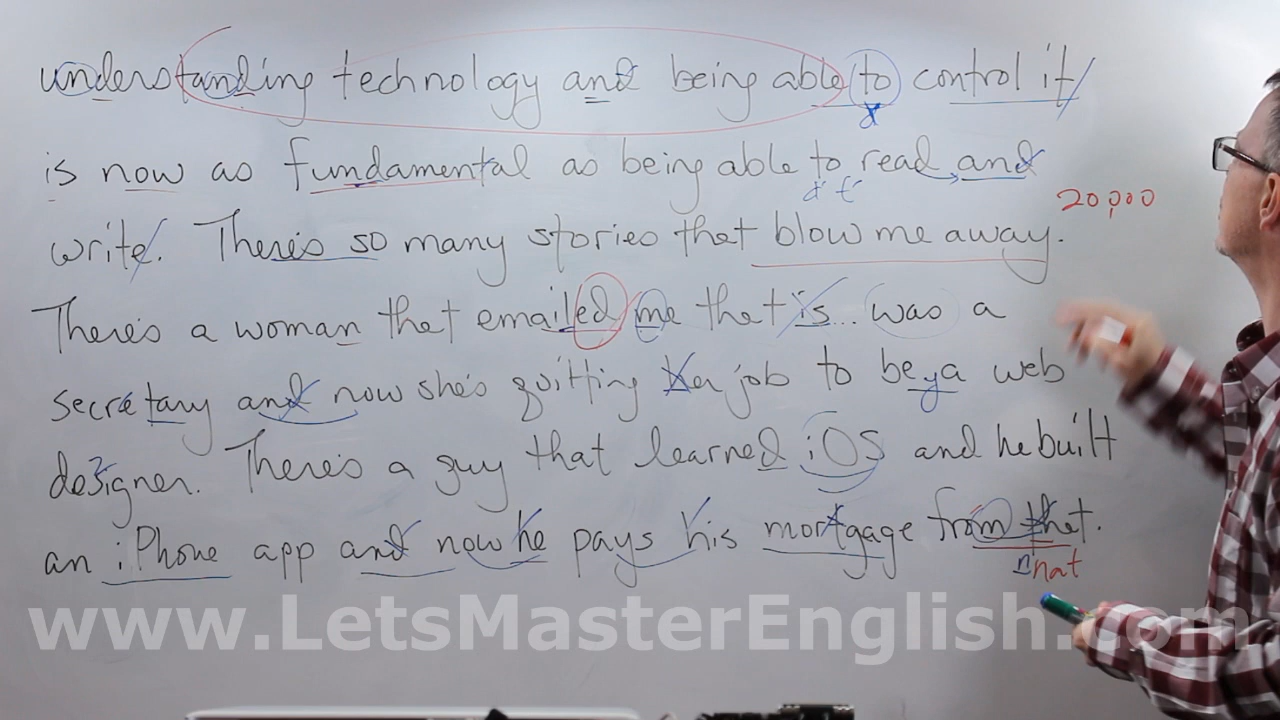 understanding technology and being able to control it
is now as fundamental as being able to read and
write. There's so many stories that blow me away.
20,000
There's a woman that emailed me that is... was a
secretary and now she's quitting her job to be a web
designer. There's a guy that learned iOS and he built
an iPhone app and now he pays his mortgage from that.
nhat
www.LetsMasterEnglish.com